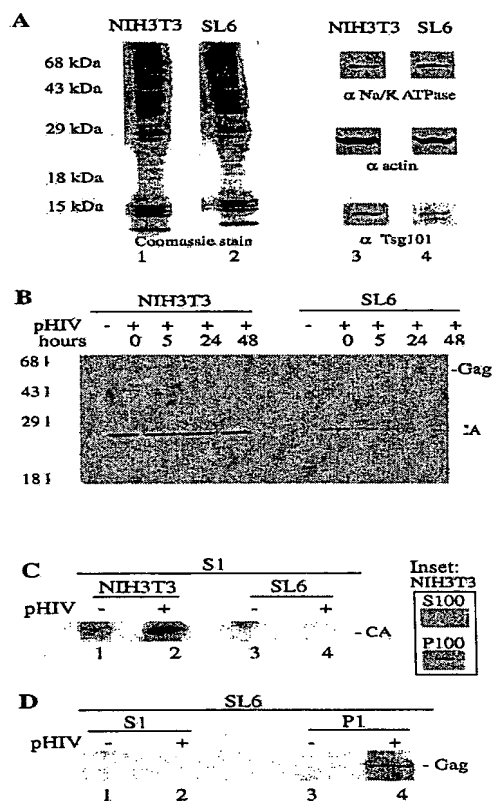 A
NIH3T3 SL6
68 kDa
43 kDa
29 kDa
18 kDa
15 kDa
Coomassie stain
1 2
NIH3T3 SL6
α Na/K ATPase
α actin
α Tsg101
3 4
B
NIH3T3 SL6
pHIV - + + + + - + + + +
hours 0 5 24 48 0 5 24 48
68
43
29
18
-Gag
C
S1
NIH3T3 SL6
pHIV - + - +
- CA
1 2 3 4
Inset:
NIH3T3
S100
P100
D
SL6
S1 P1
pHIV - + - +
- Gag
1 2 3 4